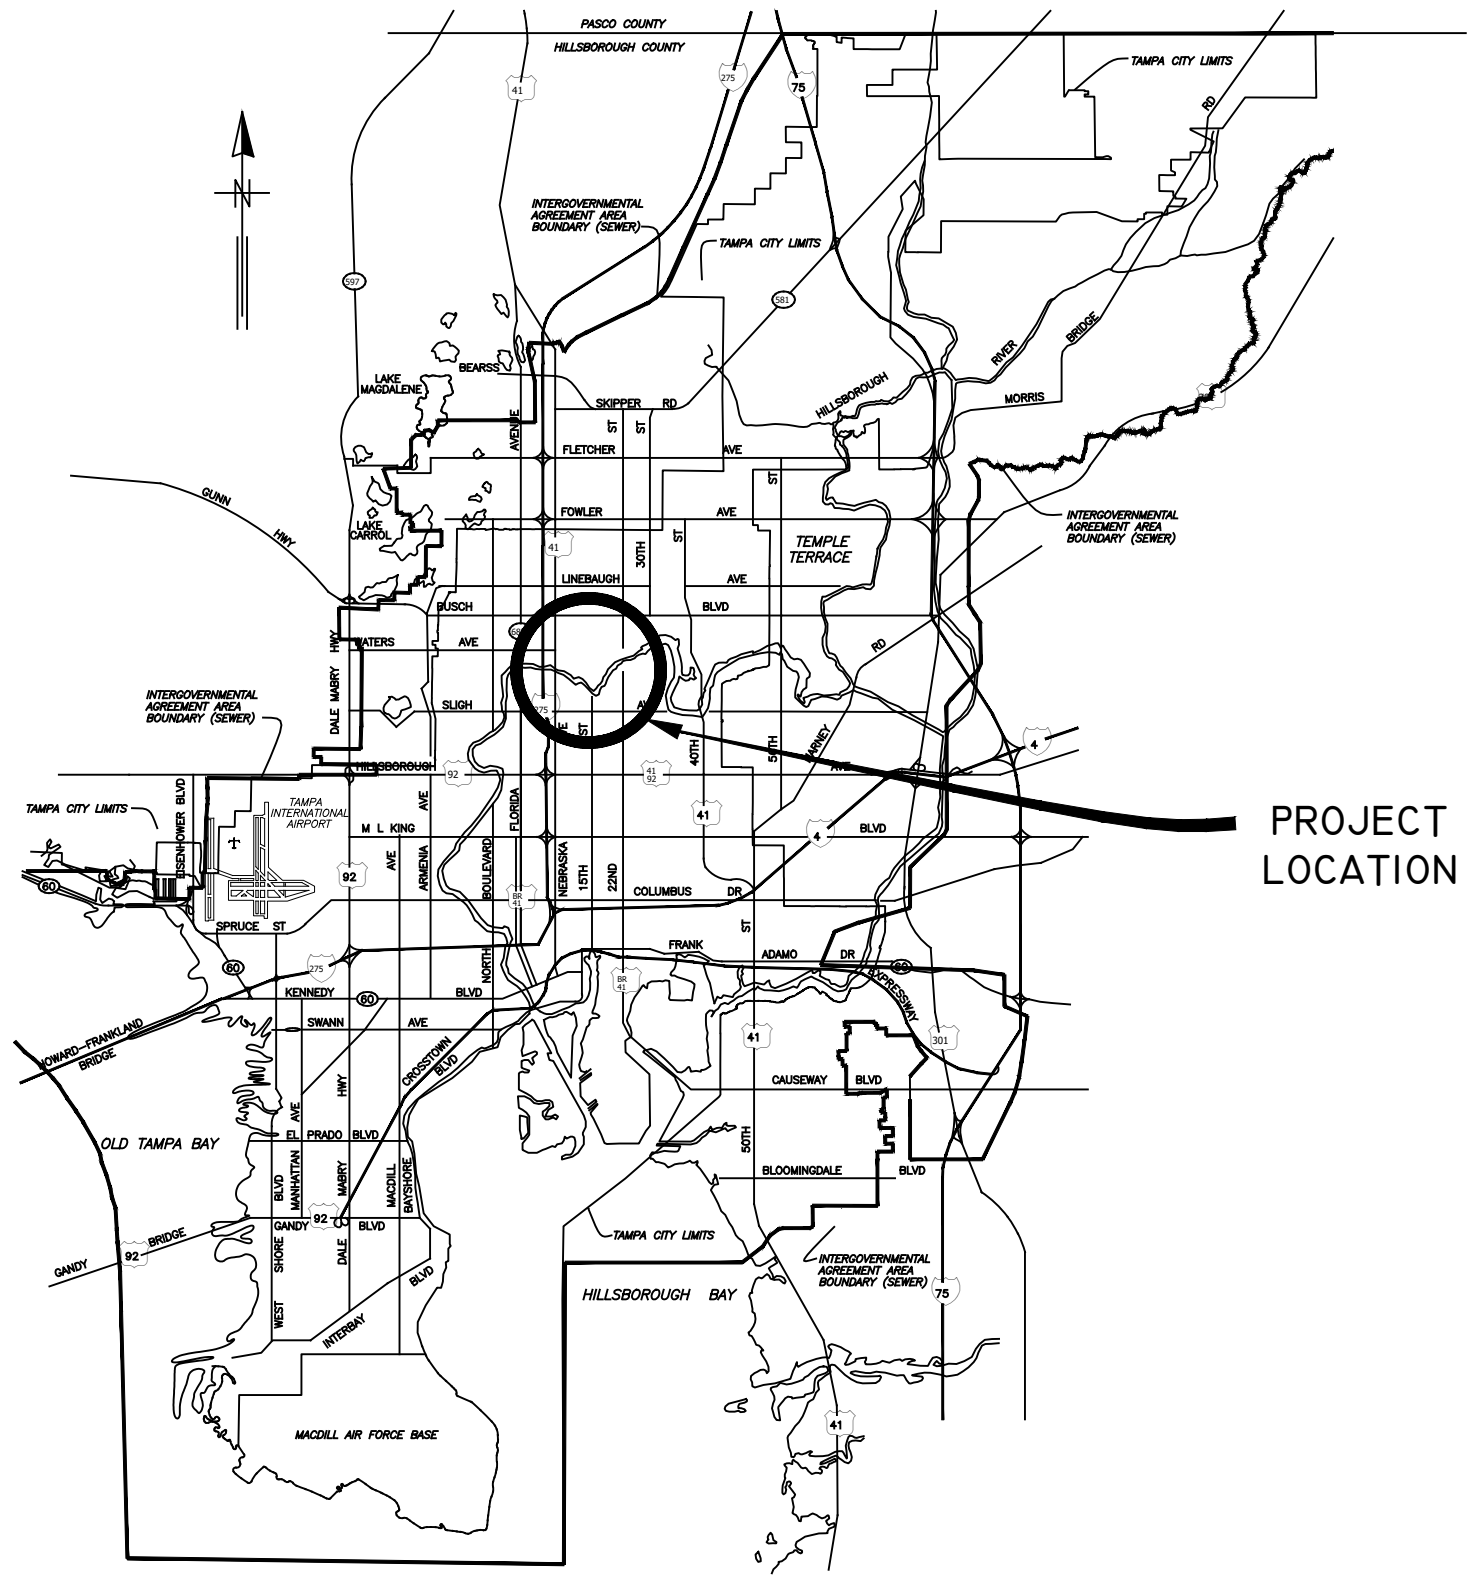 PASCO COUNTY
HILLSBOROUGH COUNTY
TAMPA CITY LIMITS
275
75
41
RD
N
INTERGOVERNMENTAL
AGREEMENT AREA
BOUNDARY (SEWER)
TAMPA CITY LIMITS
597
581
BRIDGE
RIVER
BEARSS
LAKE
MAGDALENE
HILLSBOROUGH
MORRIS
SKIPPER RD
AVENUE
ST
ST
FLETCHER AVE
ST
GUNN
HWY
LAKE
CARROL
FOWLER AVE
INTERGOVERNMENTAL
AGREEMENT AREA
BOUNDARY (SEWER)
ST
41
30TH
TEMPLE
TERRACE
LINEBAUGH AVE
BUSCH BLVD
WATERS AVE
HWY
RD
DALE MABRY
INTERGOVERNMENTAL
AGREEMENT AREA
BOUNDARY (SEWER)
SLIGH
275
ST
40TH
4
HILLSBOROUGH
92
41
92
AVE
TAMPA CITY LIMITS
EISENHOWER BLVD
TAMPA
INTERNATIONAL
AIRPORT
AVE
FLORIDA
41
PROJECT
LOCATION
M L KING
4
BLVD
AVE
ARMENIA
BOULEVARD
NEBRASKA
15TH
22ND
92
60
BR
41
COLUMBUS DR
SPRUCE ST
ST
FRANK
ADAMO DR
60
275
NORTH
60
EXPRESSWAY
BR
41
KENNEDY
60
BLVD
SWANN AVE
HOWARD-FRANKLAND
BRIDGE
41
301
CROSSTOWN
BLVD
HWY
CAUSEWAY BLVD
AVE
EL PRADO BLVD
OLD TAMPA BAY
50TH
BLVD
MANHATTAN
MABRY
MACDILL
BAYSHORE
BLOOMINGDALE BLVD
GANDY
92
BLVD
TAMPA CITY LIMITS
BRIDGE
92
GANDY
SHORE
DALE
BLVD
INTERGOVERNMENTAL
AGREEMENT AREA
BOUNDARY (SEWER)
HILLSBOROUGH BAY
75
WEST
INTERBAY
41
MACDILL AIR FORCE BASE